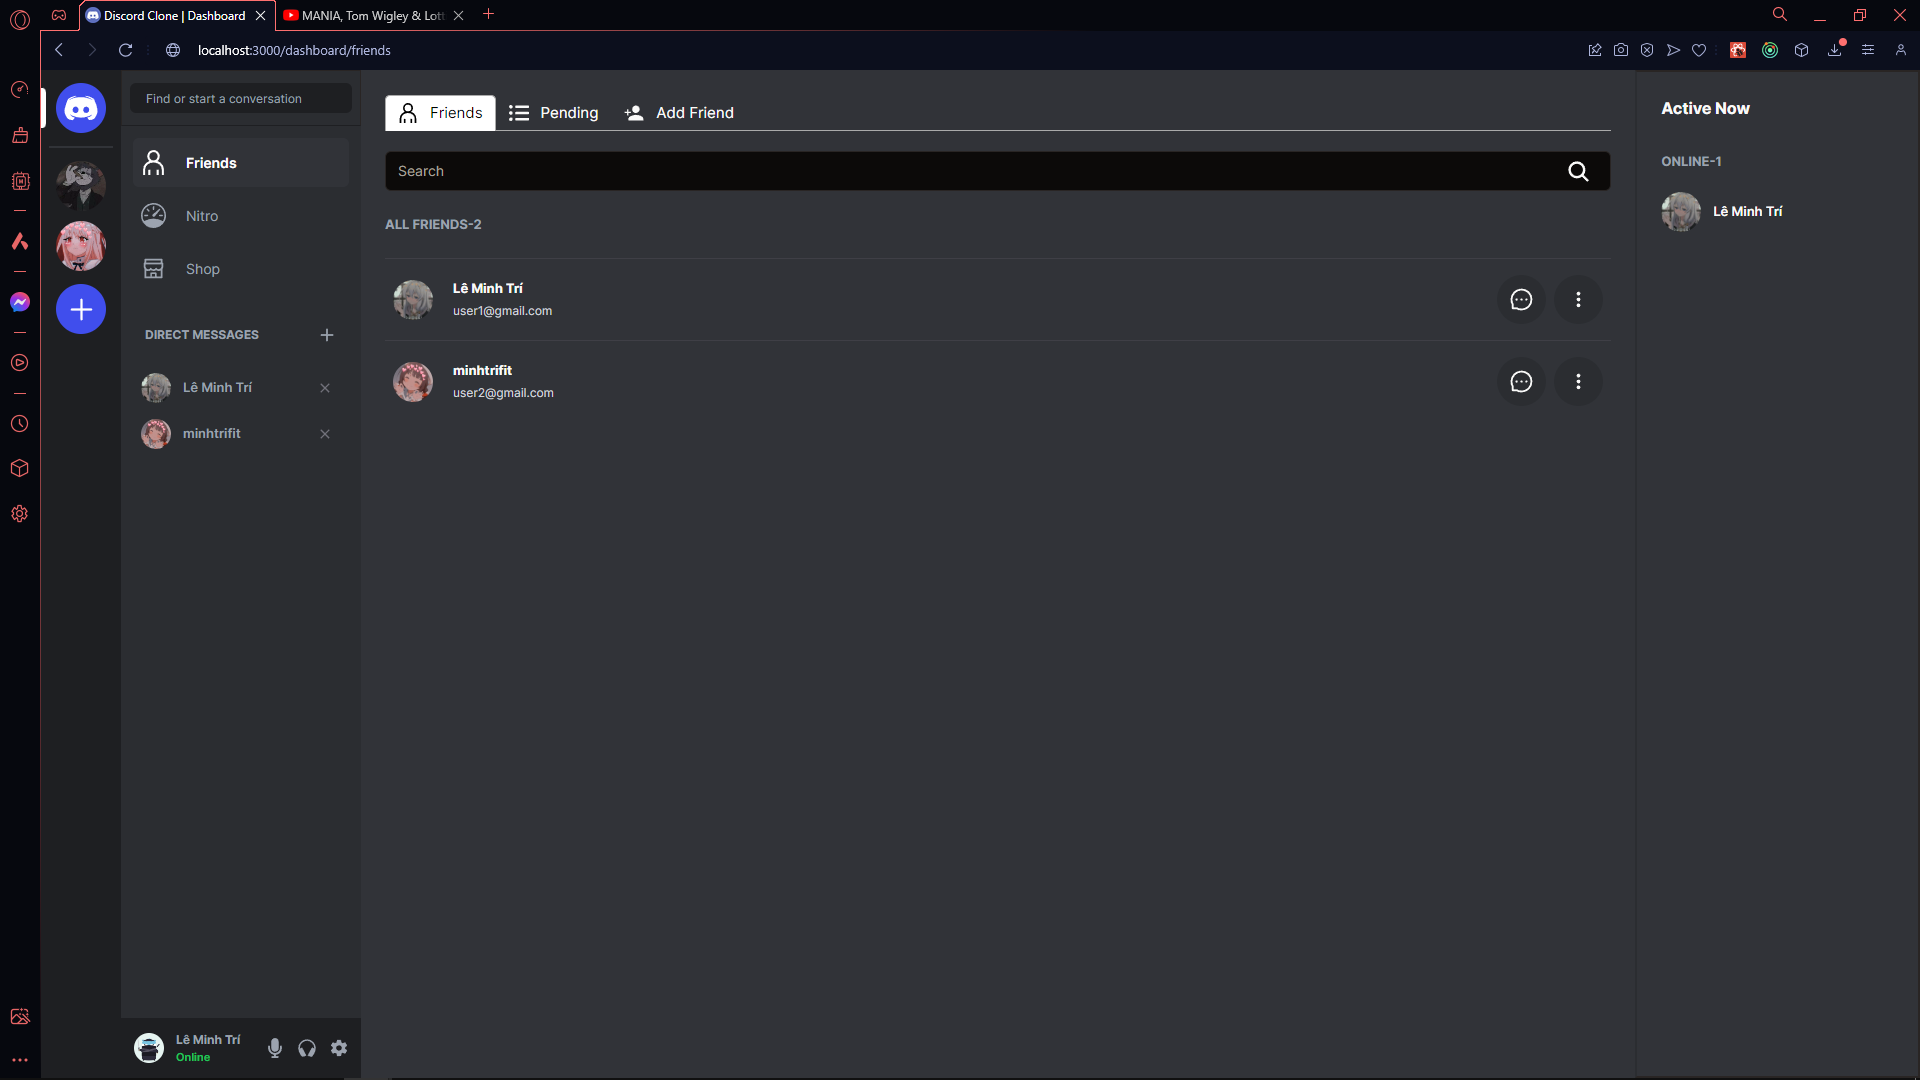 Discord Clone | Dashboard
MANIA, Tom Wigley & Lot
localhost:3000/dashboard/friends
Find or start a conversation
Friends
Nitro
Shop
DIRECT MESSAGES
Lê Minh Trí
minhtrifit
Lê Minh Trí
Online
Friends
Pending
Add Friend
Search
ALL FRIENDS-2
Lê Minh Trí
user1@gmail.com
minhtrifit
user2@gmail.com
Active Now
ONLINE-1
Lê Minh Trí